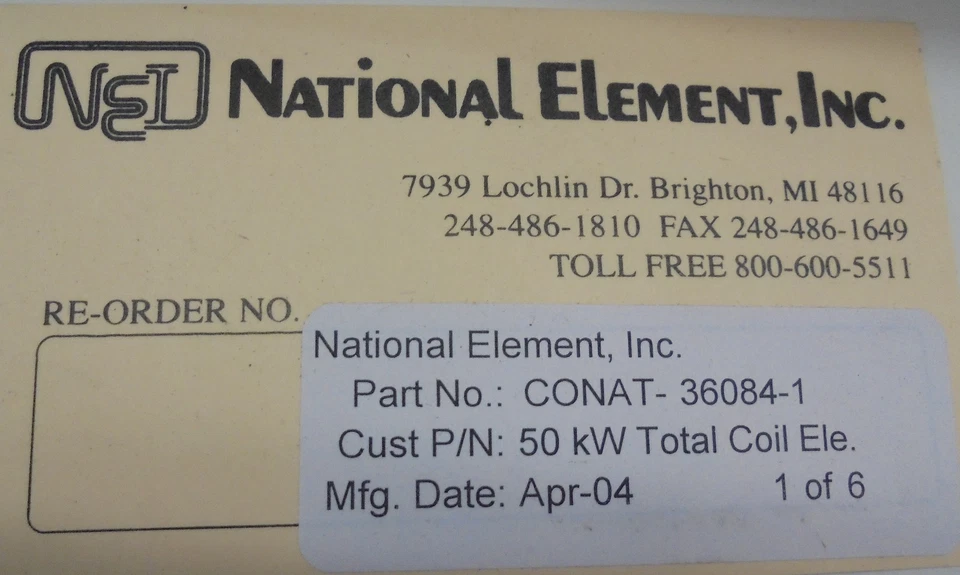 NEI NATIONAL ELEMENT, INC.
7939 Lochlin Dr. Brighton, MI 48116
248-486-1810 FAX 248-486-1649
TOLL FREE 800-600-5511
RE-ORDER NO.
National Element, Inc.
Part No.: CONAT- 36084-1
Cust P/N: 50 kW Total Coil Ele.
Mfg. Date: Apr-04 1 of 6